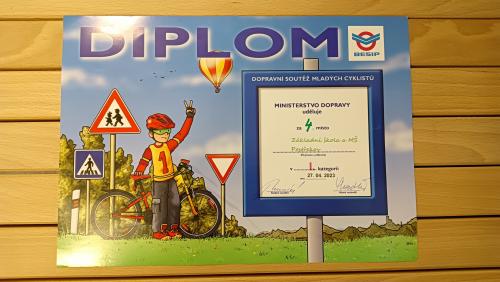 DIPLOM
BESIP
DOPRAVNÍ SOUTĚŽ MLADÝCH CYKLISTŮ
MINISTERSTVO DOPRAVY
uděluje
za 4. místo
Základní škola a MŠ
v 1. kategorii
27. 04. 2023
1